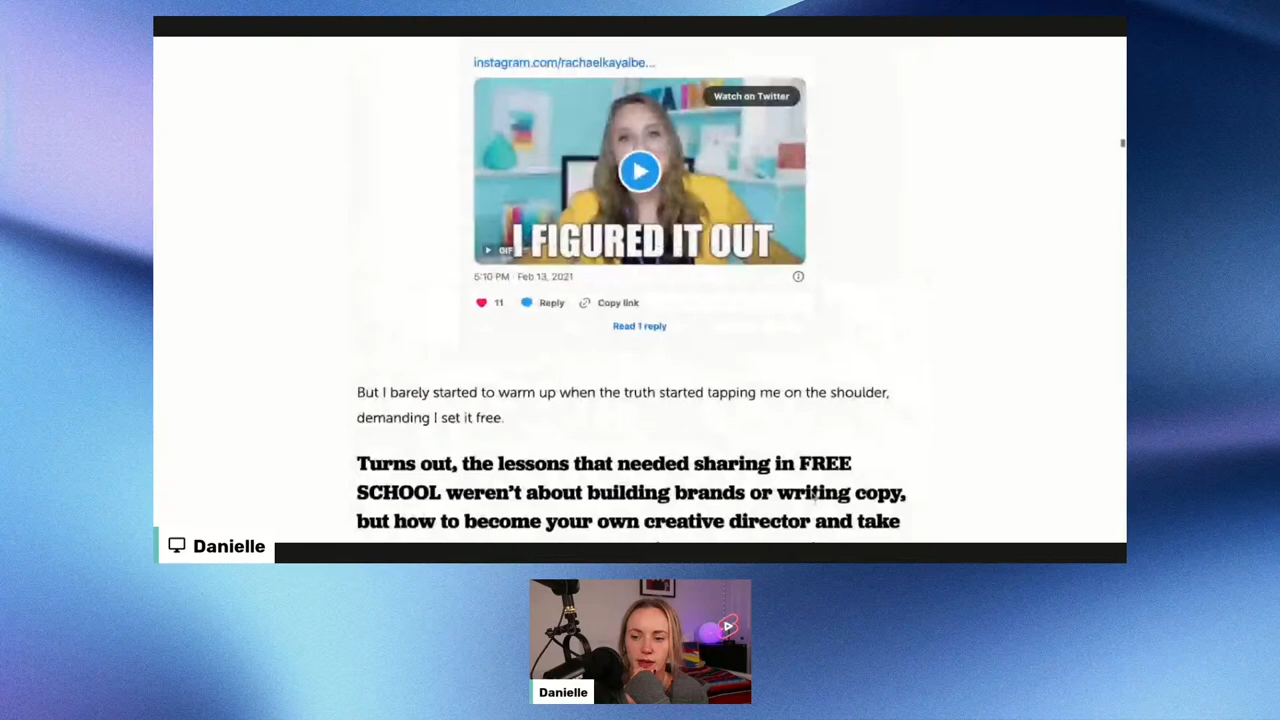 instagram.com/rachaelkayalbe...
Watch on Twitter
GIF
I FIGURED IT OUT
5:10 PM · Feb 13, 2021
11 Reply Copy link
Read 1 reply
But I barely started to warm up when the truth started tapping me on the shoulder,
demanding I set it free.
Turns out, the lessons that needed sharing in FREE
SCHOOL weren't about building brands or writing copy,
but how to become your own creative director and take
Danielle
Danielle